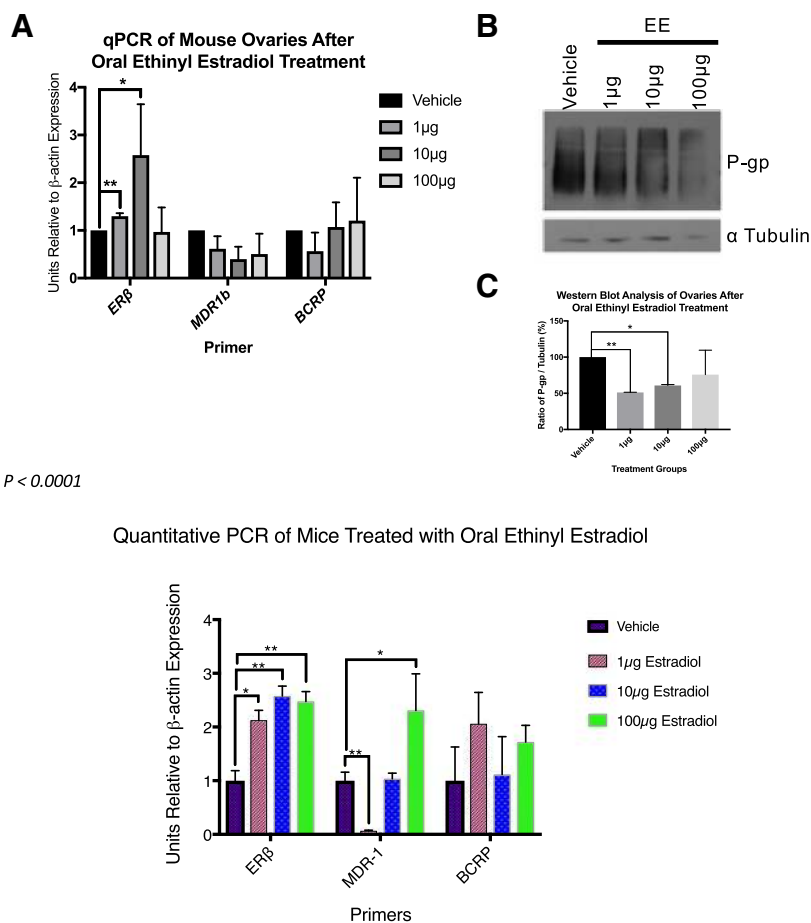 A
qPCR of Mouse Ovaries After
Oral Ethinyl Estradiol Treatment
Units Relative to β-actin Expression
4
3
2
1
0
*
**
ERβ
MDR1b
BCRP
Primer
Vehicle
1µg
10µg
100µg
B
EE
Vehicle
1µg
10µg
100µg
P-gp
α Tubulin
C
Western Blot Analysis of Ovaries After
Oral Ethinyl Estradiol Treatment
Ratio of P-gp / Tubulin (%)
150
100
50
0
*
**
Vehicle
1µg
10µg
100µg
Treatment Groups
P < 0.0001
Quantitative PCR of Mice Treated with Oral Ethinyl Estradiol
Units Relative to β-actin Expression
4
3
2
1
0
**
**
*
*
**
ERβ
MDR-1
BCRP
Primers
Vehicle
1µg Estradiol
10µg Estradiol
100µg Estradiol